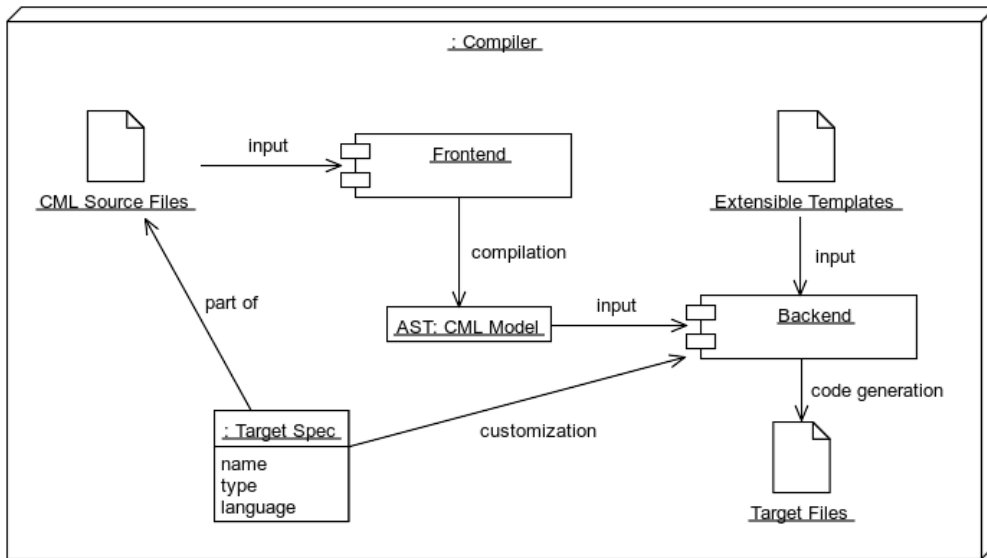 : Compiler
input
Frontend
CML Source Files
Extensible Templates
compilation
input
part of
AST: CML Model
input
Backend
: Target Spec
name
type
language
customization
code generation
Target Files